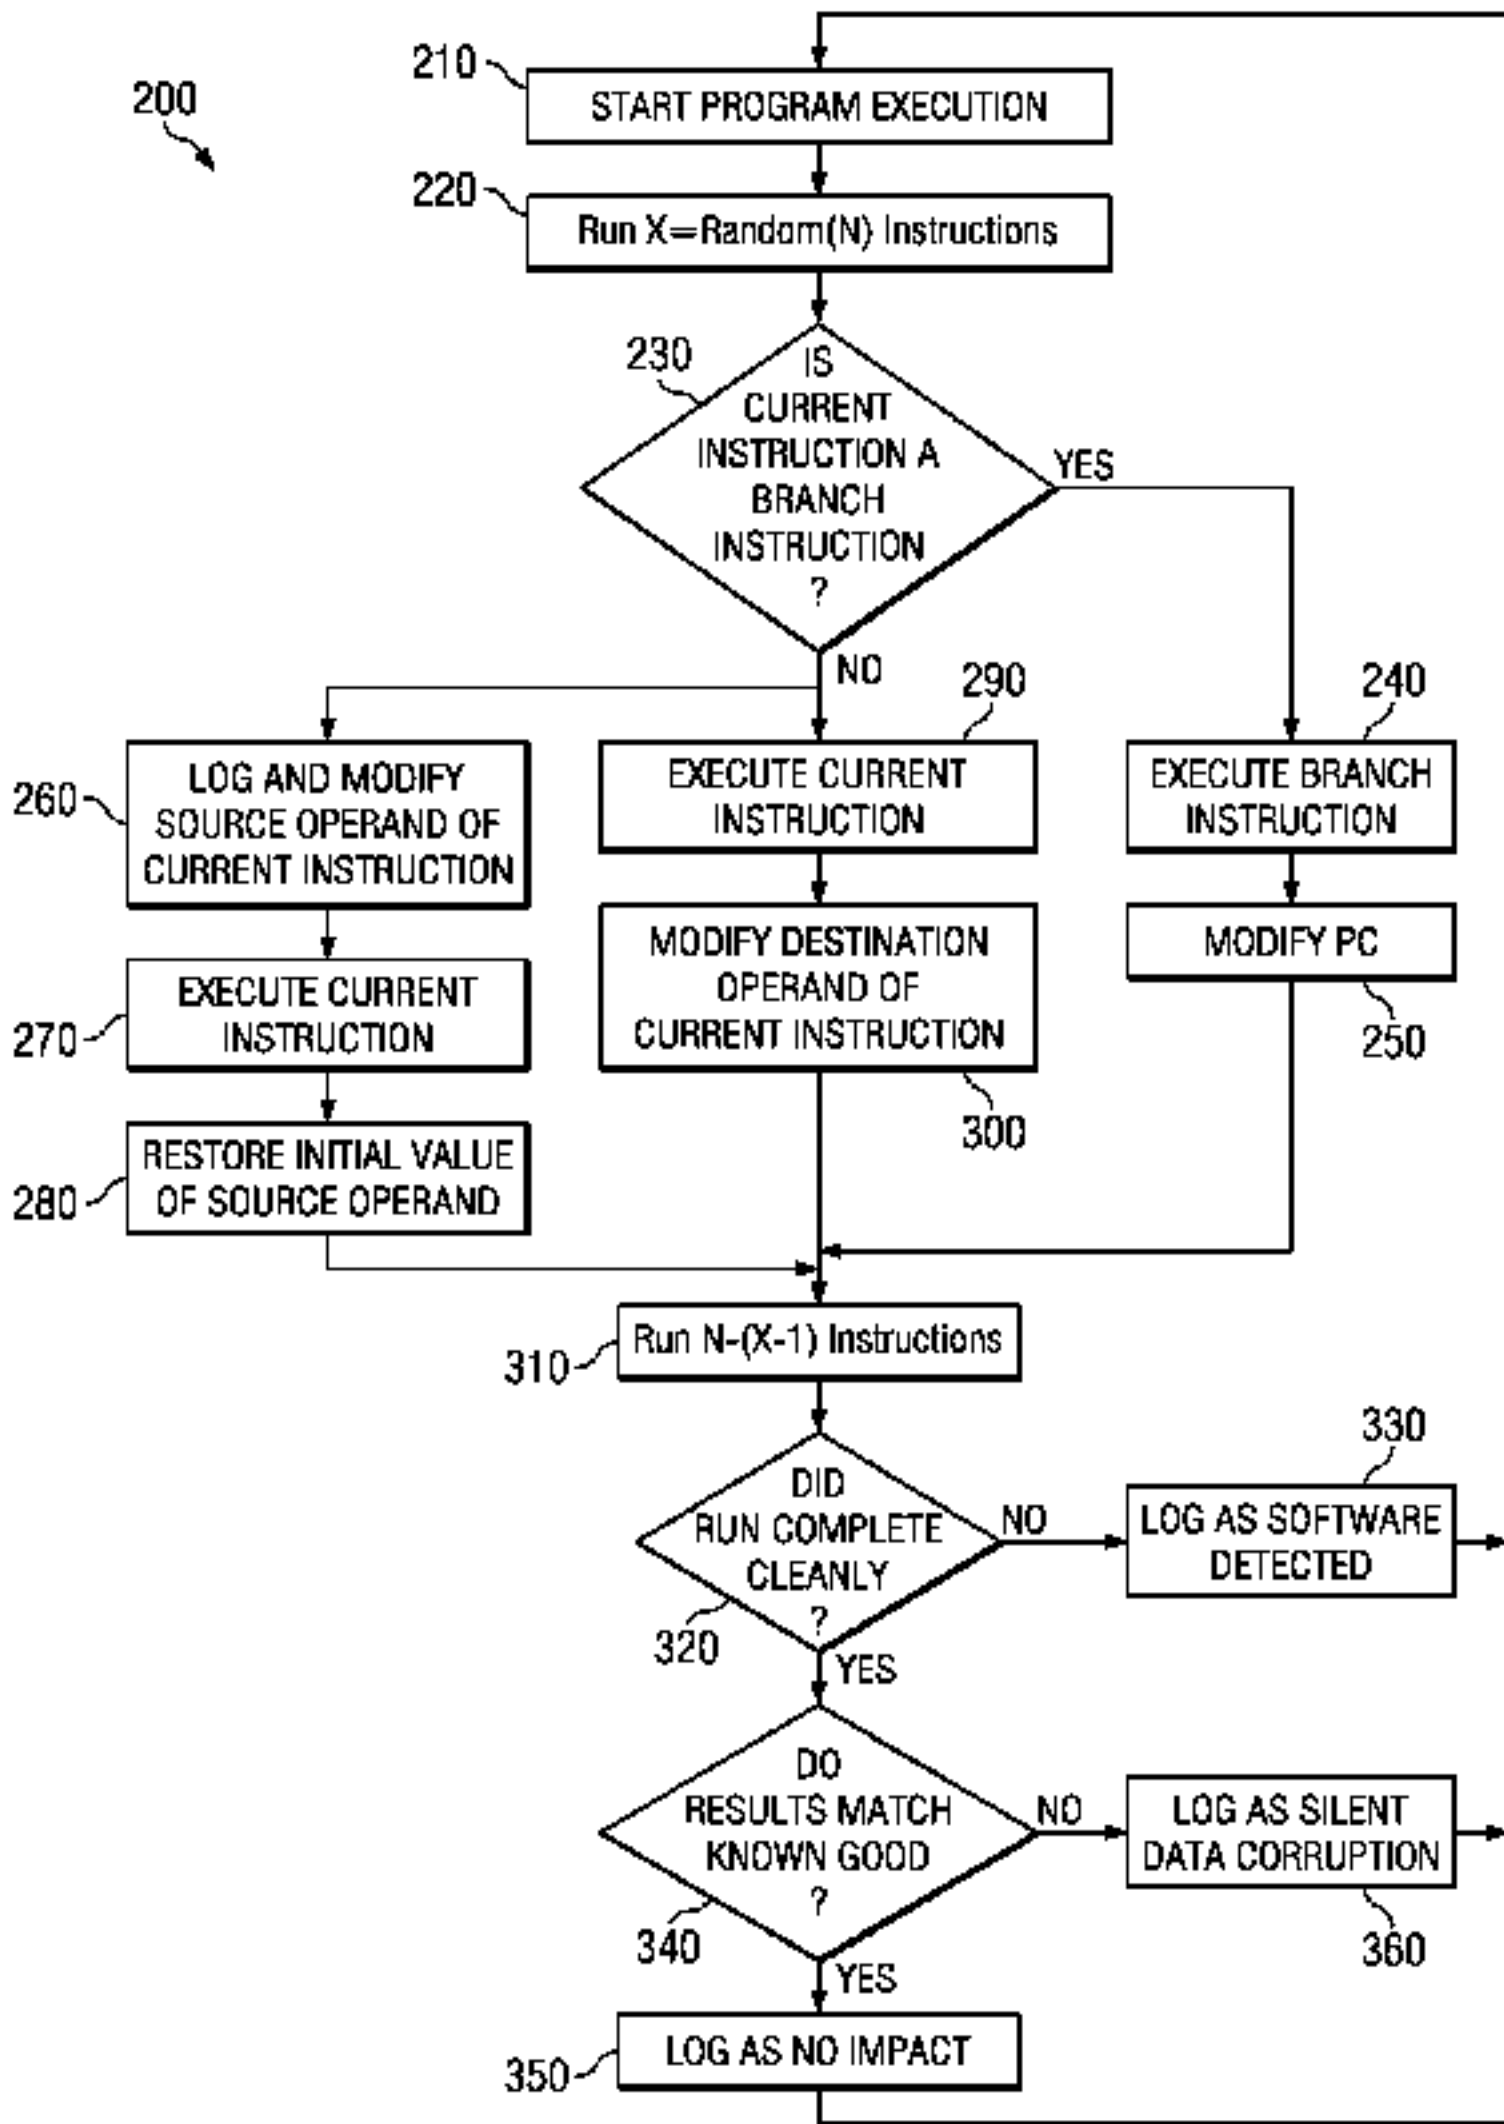 200
210
START PROGRAM EXECUTION
220
Run X=Random(N) Instructions
230
IS
CURRENT
INSTRUCTION A
BRANCH
INSTRUCTION
?
YES
NO
260
LOG AND MODIFY
SOURCE OPERAND OF
CURRENT INSTRUCTION
270
EXECUTE CURRENT
INSTRUCTION
280
RESTORE INITIAL VALUE
OF SOURCE OPERAND
290
EXECUTE CURRENT
INSTRUCTION
MODIFY DESTINATION
OPERAND OF
CURRENT INSTRUCTION
300
240
EXECUTE BRANCH
INSTRUCTION
MODIFY PC
250
310
Run N-(X-1) Instructions
DID
RUN COMPLETE
CLEANLY
?
320
NO
YES
330
LOG AS SOFTWARE
DETECTED
DO
RESULTS MATCH
KNOWN GOOD
?
340
NO
YES
LOG AS SILENT
DATA CORRUPTION
360
350
LOG AS NO IMPACT